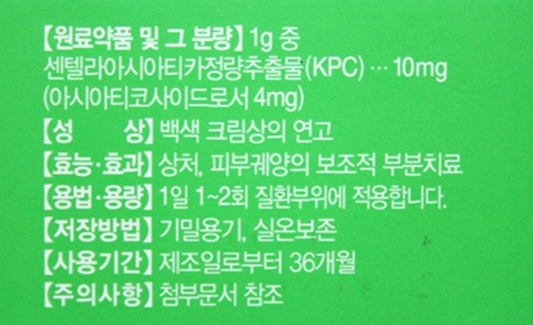 【원료약품 및 그 분량】 1g 중
센텔라아시아티카정량추출물(KPC) ··· 10mg
(아시아티코사이드로서 4mg)
【성 상】 백색 크림상의 연고
【효능·효과】 상처, 피부궤양의 보조적 부분치료
【용법·용량】 1일 1~2회 질환부위에 적용합니다.
【저장방법】 기밀용기, 실온보존
【사용기간】 제조일로부터 36개월
【주의사항】 첨부문서 참조